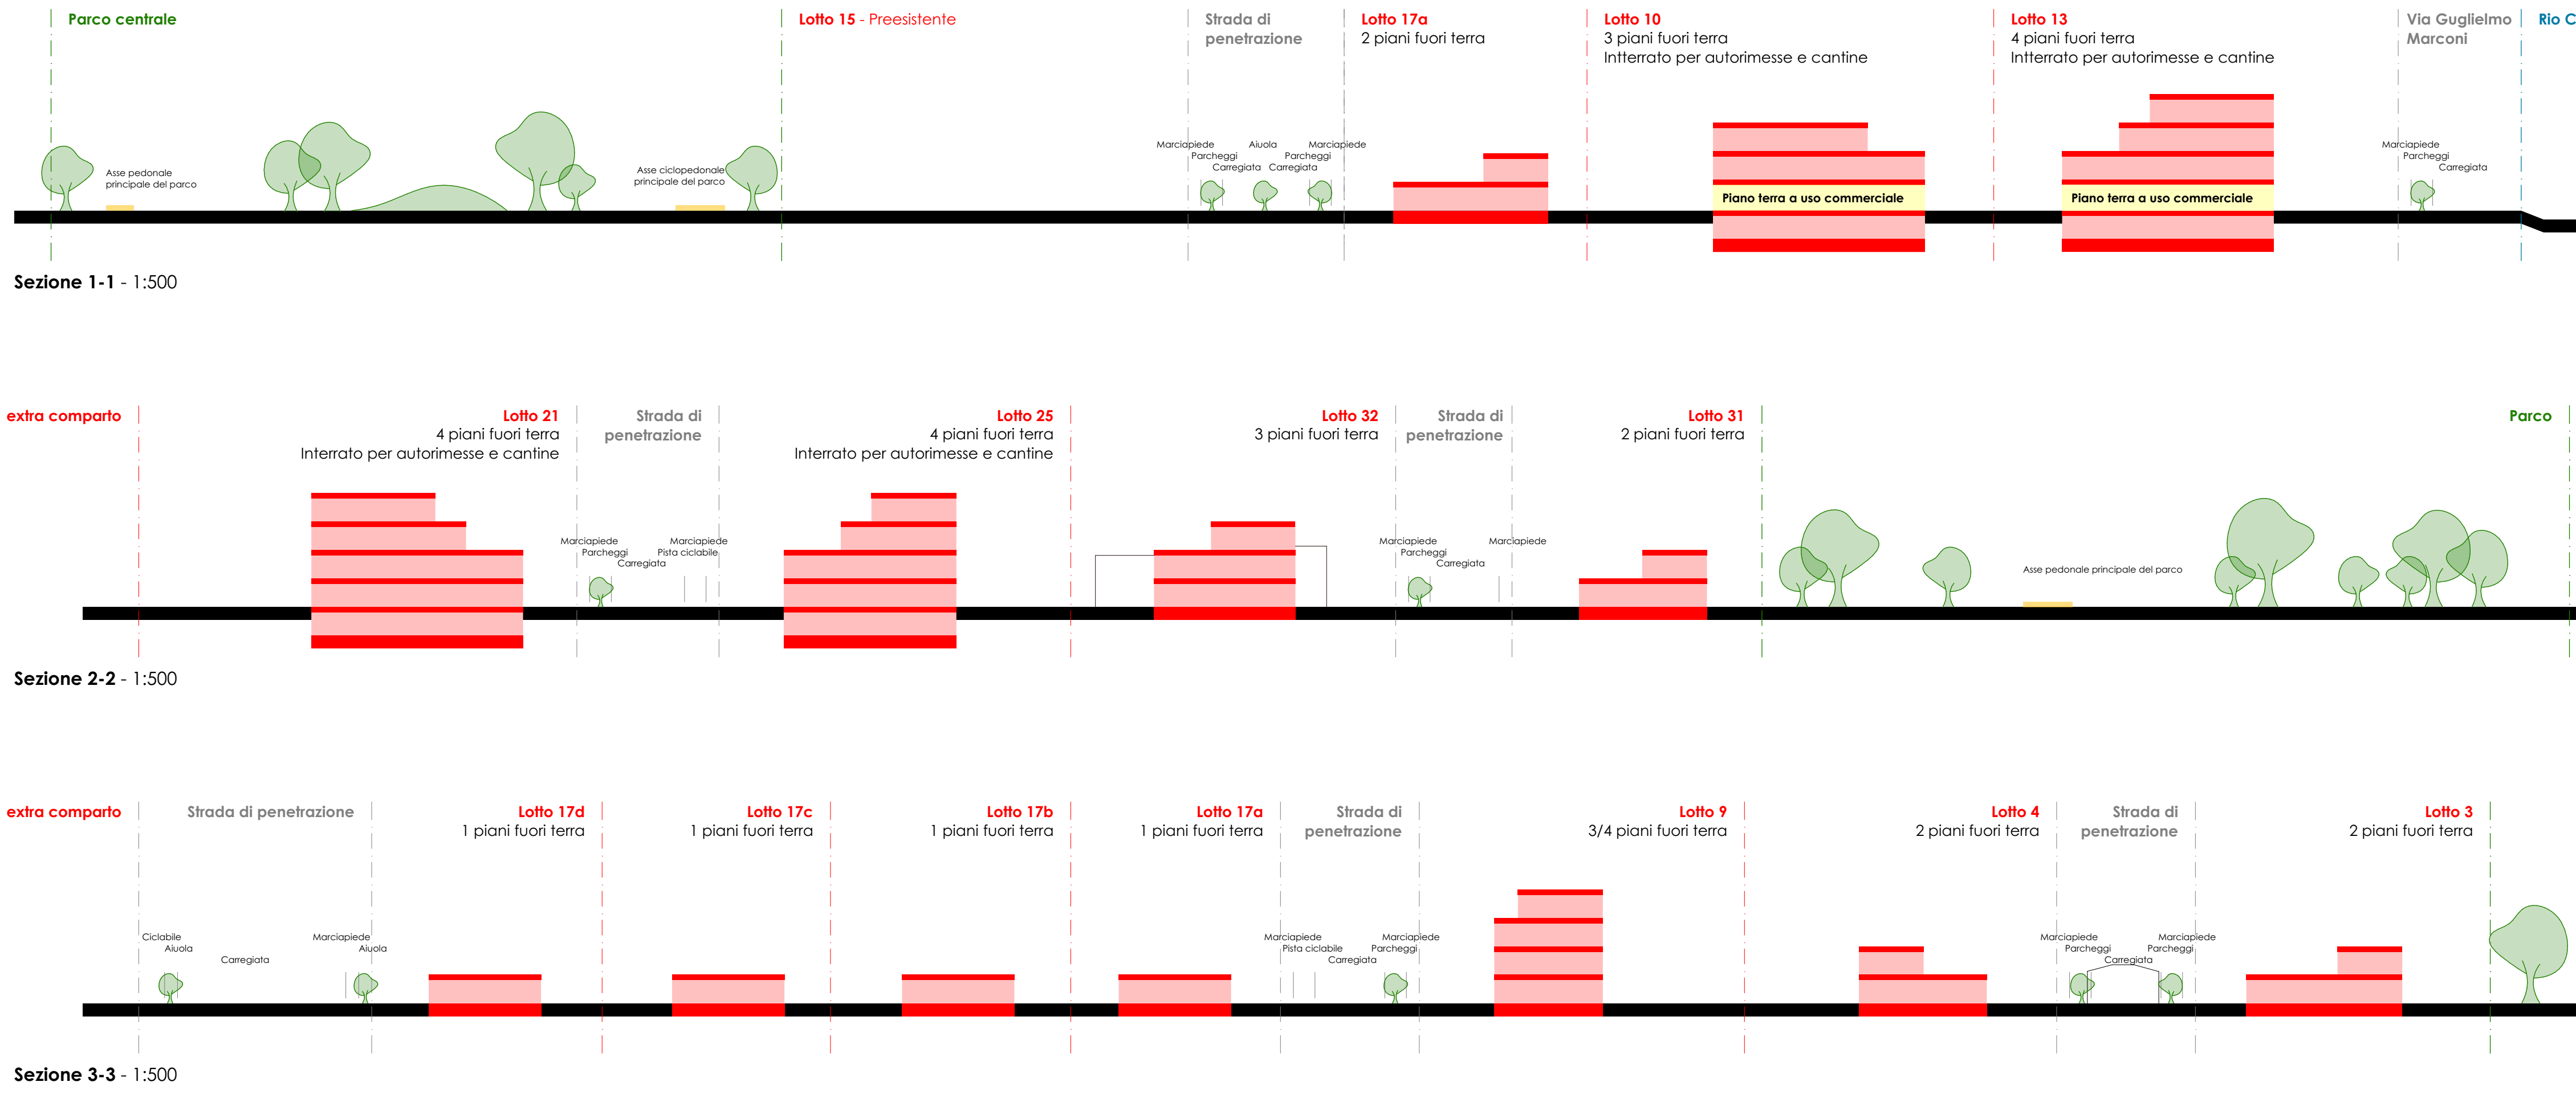 Parco centrale
Lotto 15 - Preesistente
Strada di
penetrazione
Lotto 17a
2 piani fuori terra
Lotto 10
3 piani fuori terra
Intterrato per autorimesse e cantine
Lotto 13
4 piani fuori terra
Intterrato per autorimesse e cantine
Via Guglielmo
Marconi
Rio C
Asse pedonale
principale del parco
Asse ciclopedonale
principale del parco
Marciapiede
Parcheggi
Carregiata
Aiuola
Carregiata
Parcheggi
Marciapiede
Piano terra a uso commerciale
Piano terra a uso commerciale
Marciapiede
Parcheggi
Carregiata
Sezione 1-1 - 1:500
extra comparto
Lotto 21
4 piani fuori terra
Interrato per autorimesse e cantine
Strada di
penetrazione
Lotto 25
4 piani fuori terra
Interrato per autorimesse e cantine
Lotto 32
3 piani fuori terra
Strada di
penetrazione
Lotto 31
2 piani fuori terra
Parco
Marciapiede
Parcheggi
Carregiata
Marciapiede
Pista ciclabile
Marciapiede
Parcheggi
Carregiata
Marciapiede
Asse pedonale principale del parco
Sezione 2-2 - 1:500
extra comparto
Strada di penetrazione
Lotto 17d
1 piani fuori terra
Lotto 17c
1 piani fuori terra
Lotto 17b
1 piani fuori terra
Lotto 17a
1 piani fuori terra
Strada di
penetrazione
Lotto 9
3/4 piani fuori terra
Lotto 4
2 piani fuori terra
Strada di
penetrazione
Lotto 3
2 piani fuori terra
Ciclabile
Aiuola
Carregiata
Marciapiede
Aiuola
Marciapiede
Pista ciclabile
Carregiata
Marciapiede
Parcheggi
Marciapiede
Parcheggi
Carregiata
Marciapiede
Parcheggi
Sezione 3-3 - 1:500